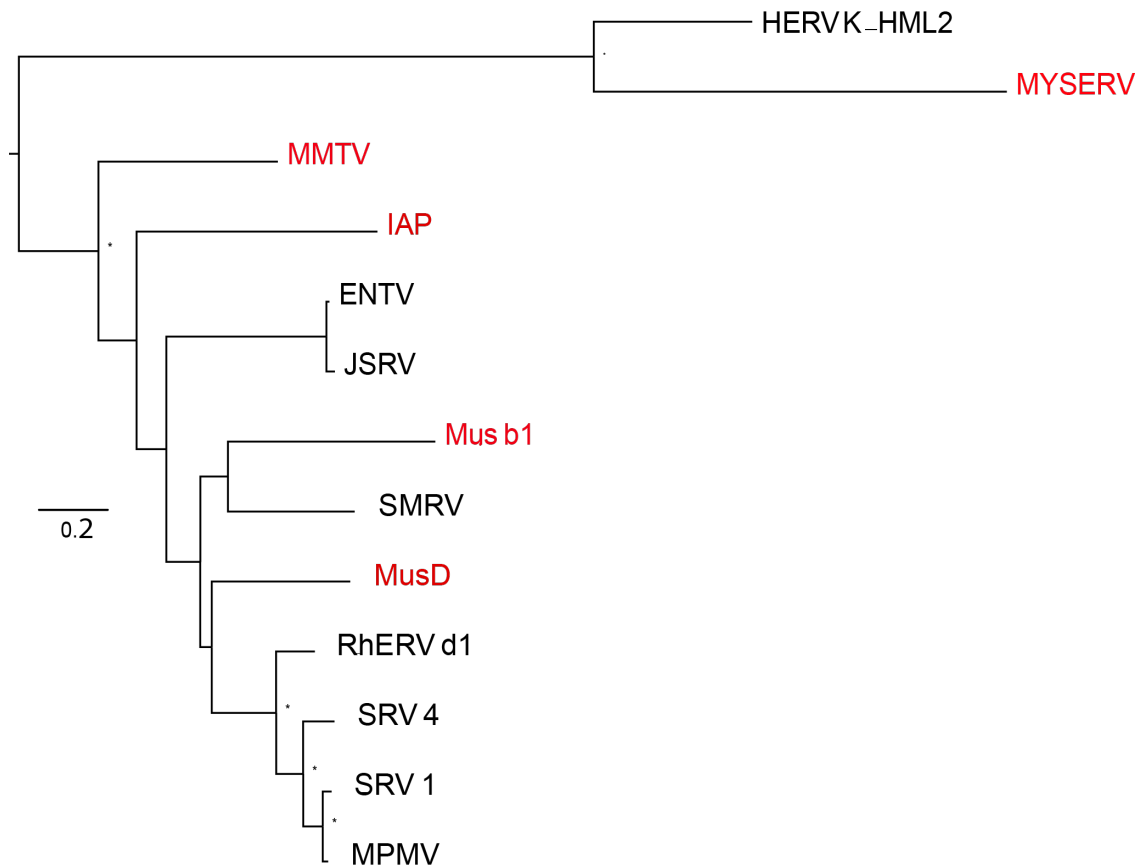 HERV K_HML2
*
MYSERV
MMTV
IAP
*
ENTV
JSRV
Mus b1
SMRV
0.2
MusD
RhERV d1
*
SRV 4
*
SRV 1
*
MPMV